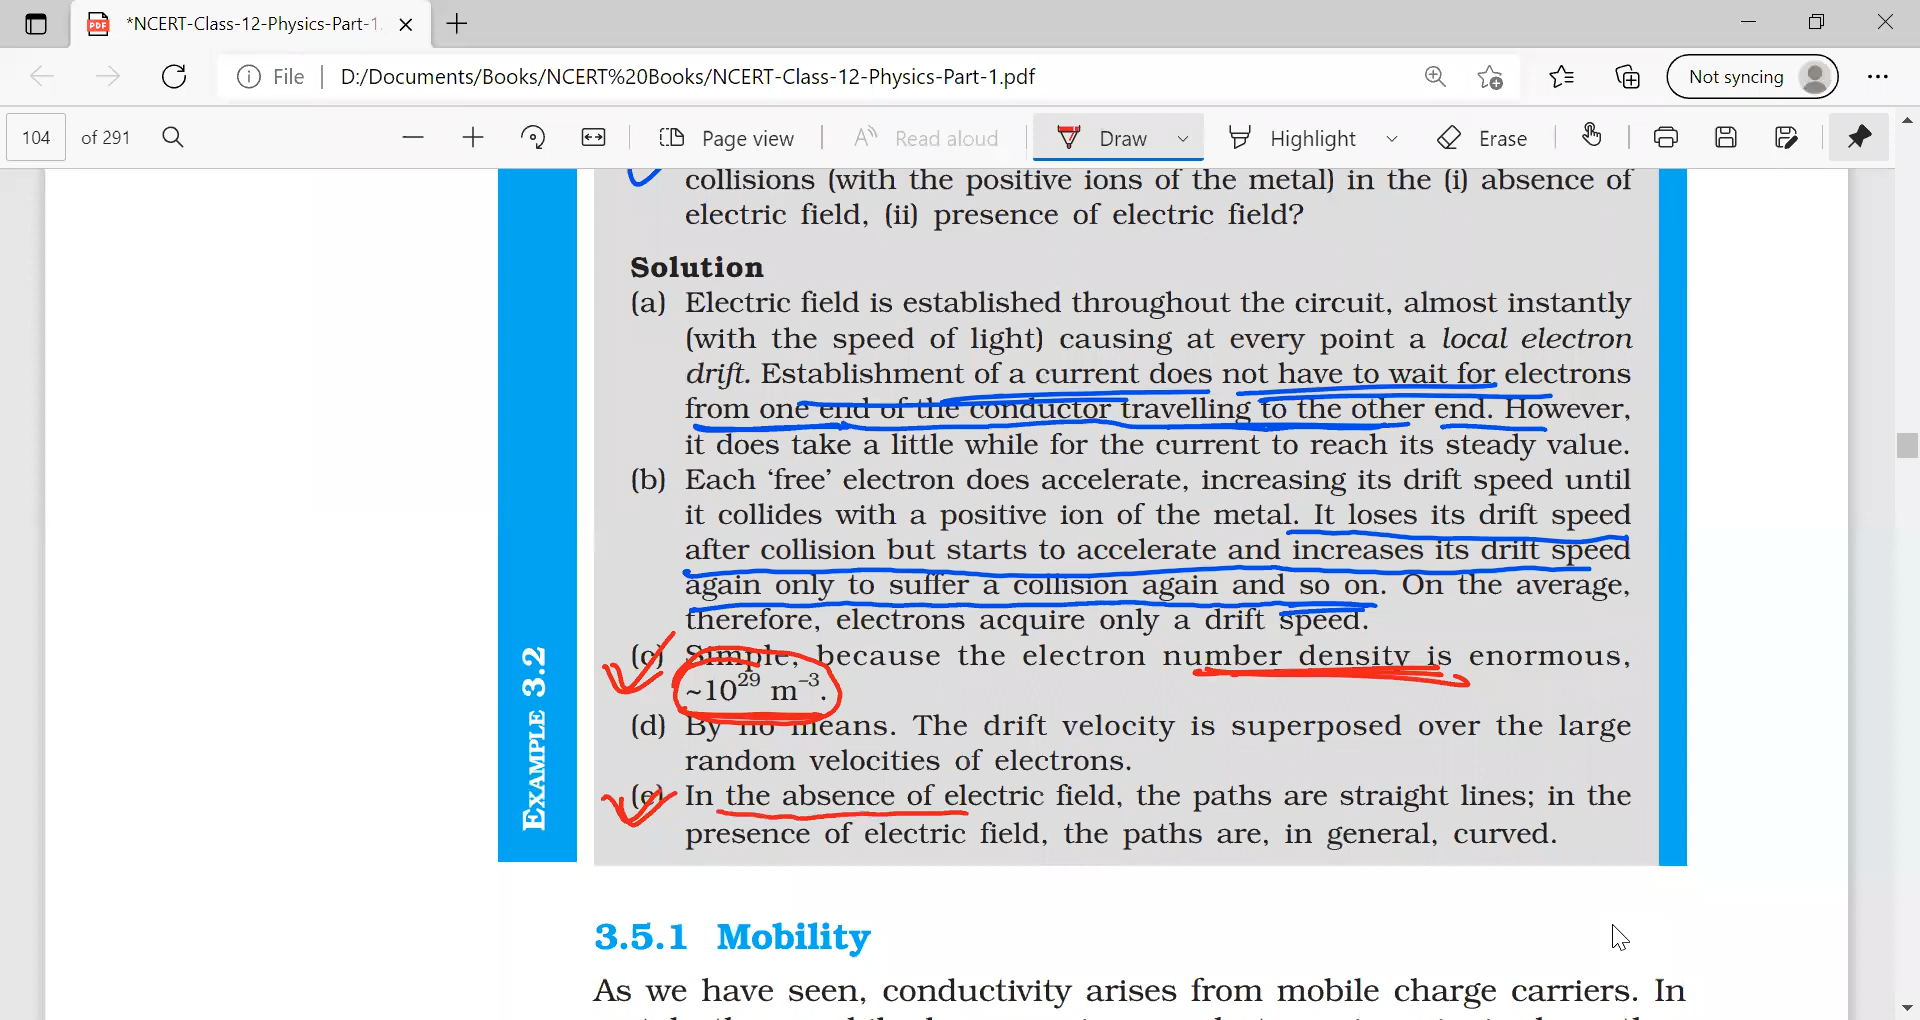 *NCERT-Class-12-Physics-Part-1.
File
D:/Documents/Books/NCERT%20Books/NCERT-Class-12-Physics-Part-1.pdf
Not syncing
104 of 291
Page view
Read aloud
Draw
Highlight
Erase
collisions (with the positive ions of the metal) in the (i) absence of
electric field, (ii) presence of electric field?
Solution
(a) Electric field is established throughout the circuit, almost instantly
(with the speed of light) causing at every point a local electron
drift. Establishment of a current does not have to wait for electrons
from one end of the conductor travelling to the other end. However,
it does take a little while for the current to reach its steady value.
(b) Each ‘free’ electron does accelerate, increasing its drift speed until
it collides with a positive ion of the metal. It loses its drift speed
after collision but starts to accelerate and increases its drift speed
again only to suffer a collision again and so on. On the average,
therefore, electrons acquire only a drift speed.
(c) Simple, because the electron number density is enormous,
~10²⁹ m⁻³.
(d) By no means. The drift velocity is superposed over the large
random velocities of electrons.
(e) In the absence of electric field, the paths are straight lines; in the
presence of electric field, the paths are, in general, curved.
EXAMPLE 3.2
3.5.1 Mobility
As we have seen, conductivity arises from mobile charge carriers. In